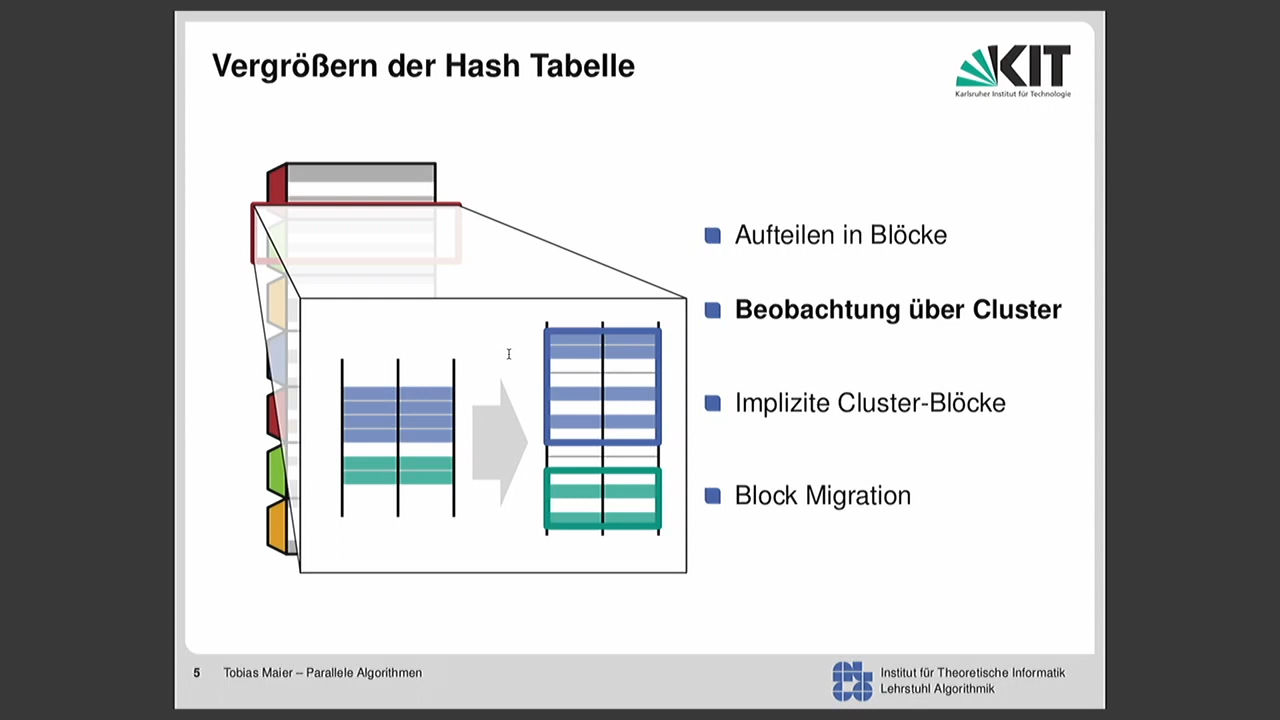 Vergrößern der Hash Tabelle
KIT
Karlsruher Institut für Technologie
Aufteilen in Blöcke
Beobachtung über Cluster
Implizite Cluster-Blöcke
Block Migration
5 Tobias Maier – Parallele Algorithmen
Institut für Theoretische Informatik
Lehrstuhl Algorithmik